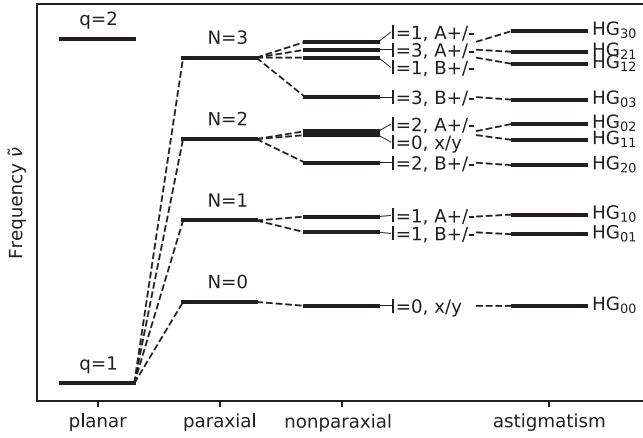 Frequency ν̃
q=2
q=1
N=3
N=2
N=1
N=0
l=1, A+/-
l=3, A+/-
l=1, B+/-
l=3, B+/-
l=2, A+/-
l=0, x/y
l=2, B+/-
l=1, A+/-
l=1, B+/-
l=0, x/y
HG₃₀
HG₂₁
HG₁₂
HG₀₃
HG₀₂
HG₁₁
HG₂₀
HG₁₀
HG₀₁
HG₀₀
planar paraxial nonparaxial astigmatism